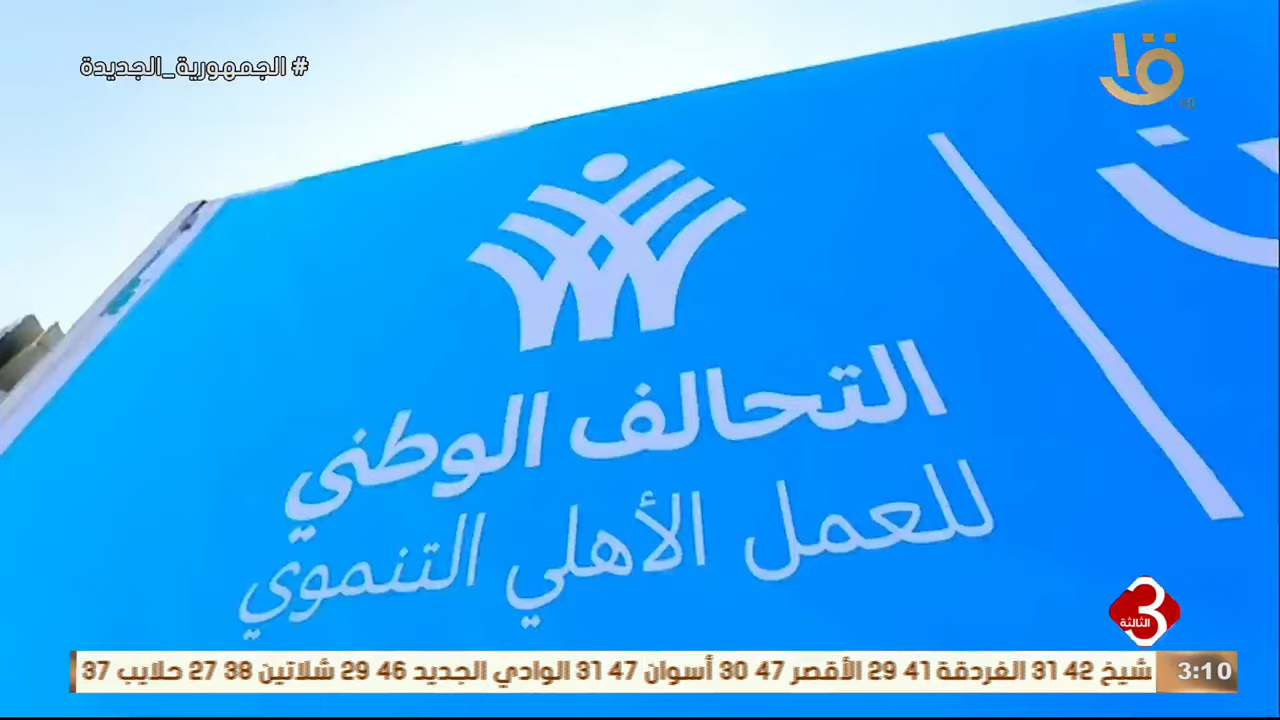 # الجمهورية_الجديدة
التحالف الوطني
للعمل الأهلي التنموي
3
الثالثة
3:10
شيخ 42 31 الغردقة 41 29 الأقصر 47 30 أسوان 47 31 الوادي الجديد 46 29 شلاتين 38 27 حلايب 37